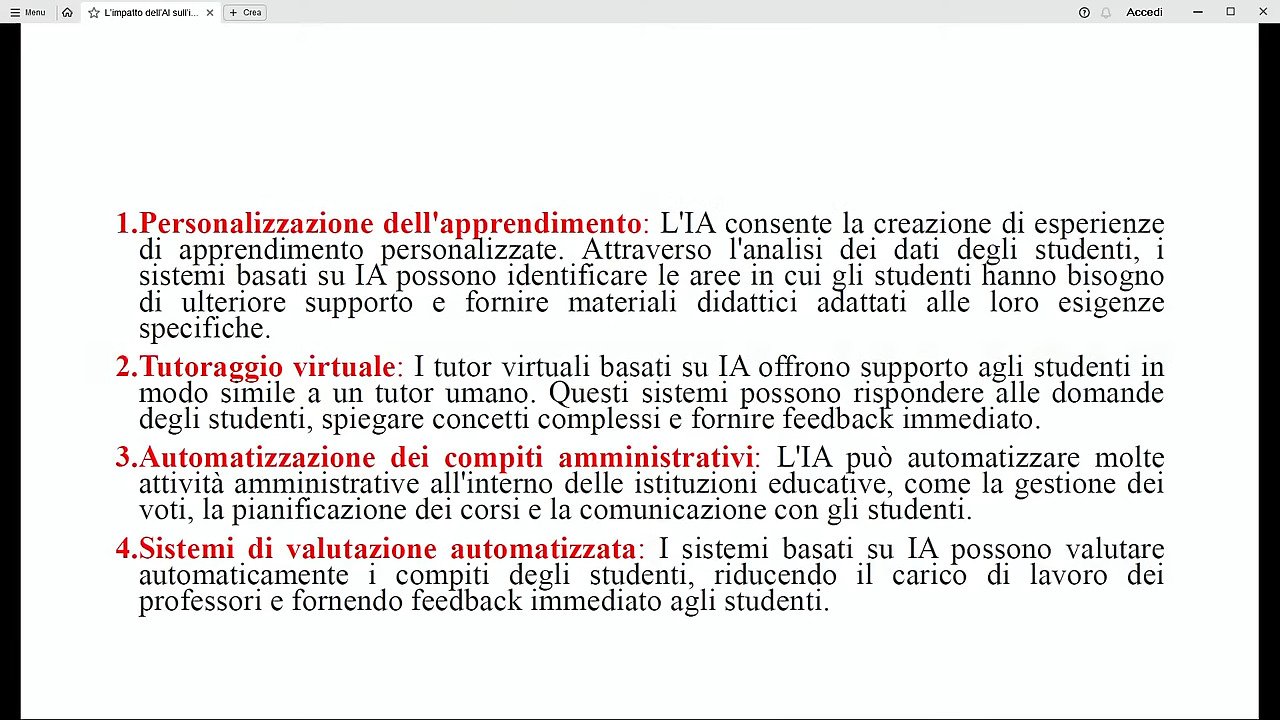 Menu
L'impatto dell'AI sull'i...
Crea
Accedi
1.Personalizzazione dell'apprendimento: L'IA consente la creazione di esperienze
di apprendimento personalizzate. Attraverso l'analisi dei dati degli studenti, i
sistemi basati su IA possono identificare le aree in cui gli studenti hanno bisogno
di ulteriore supporto e fornire materiali didattici adattati alle loro esigenze
specifiche.
2.Tutoraggio virtuale: I tutor virtuali basati su IA offrono supporto agli studenti in
modo simile a un tutor umano. Questi sistemi possono rispondere alle domande
degli studenti, spiegare concetti complessi e fornire feedback immediato.
3.Automatizzazione dei compiti amministrativi: L'IA può automatizzare molte
attività amministrative all'interno delle istituzioni educative, come la gestione dei
voti, la pianificazione dei corsi e la comunicazione con gli studenti.
4.Sistemi di valutazione automatizzata: I sistemi basati su IA possono valutare
automaticamente i compiti degli studenti, riducendo il carico di lavoro dei
professori e fornendo feedback immediato agli studenti.